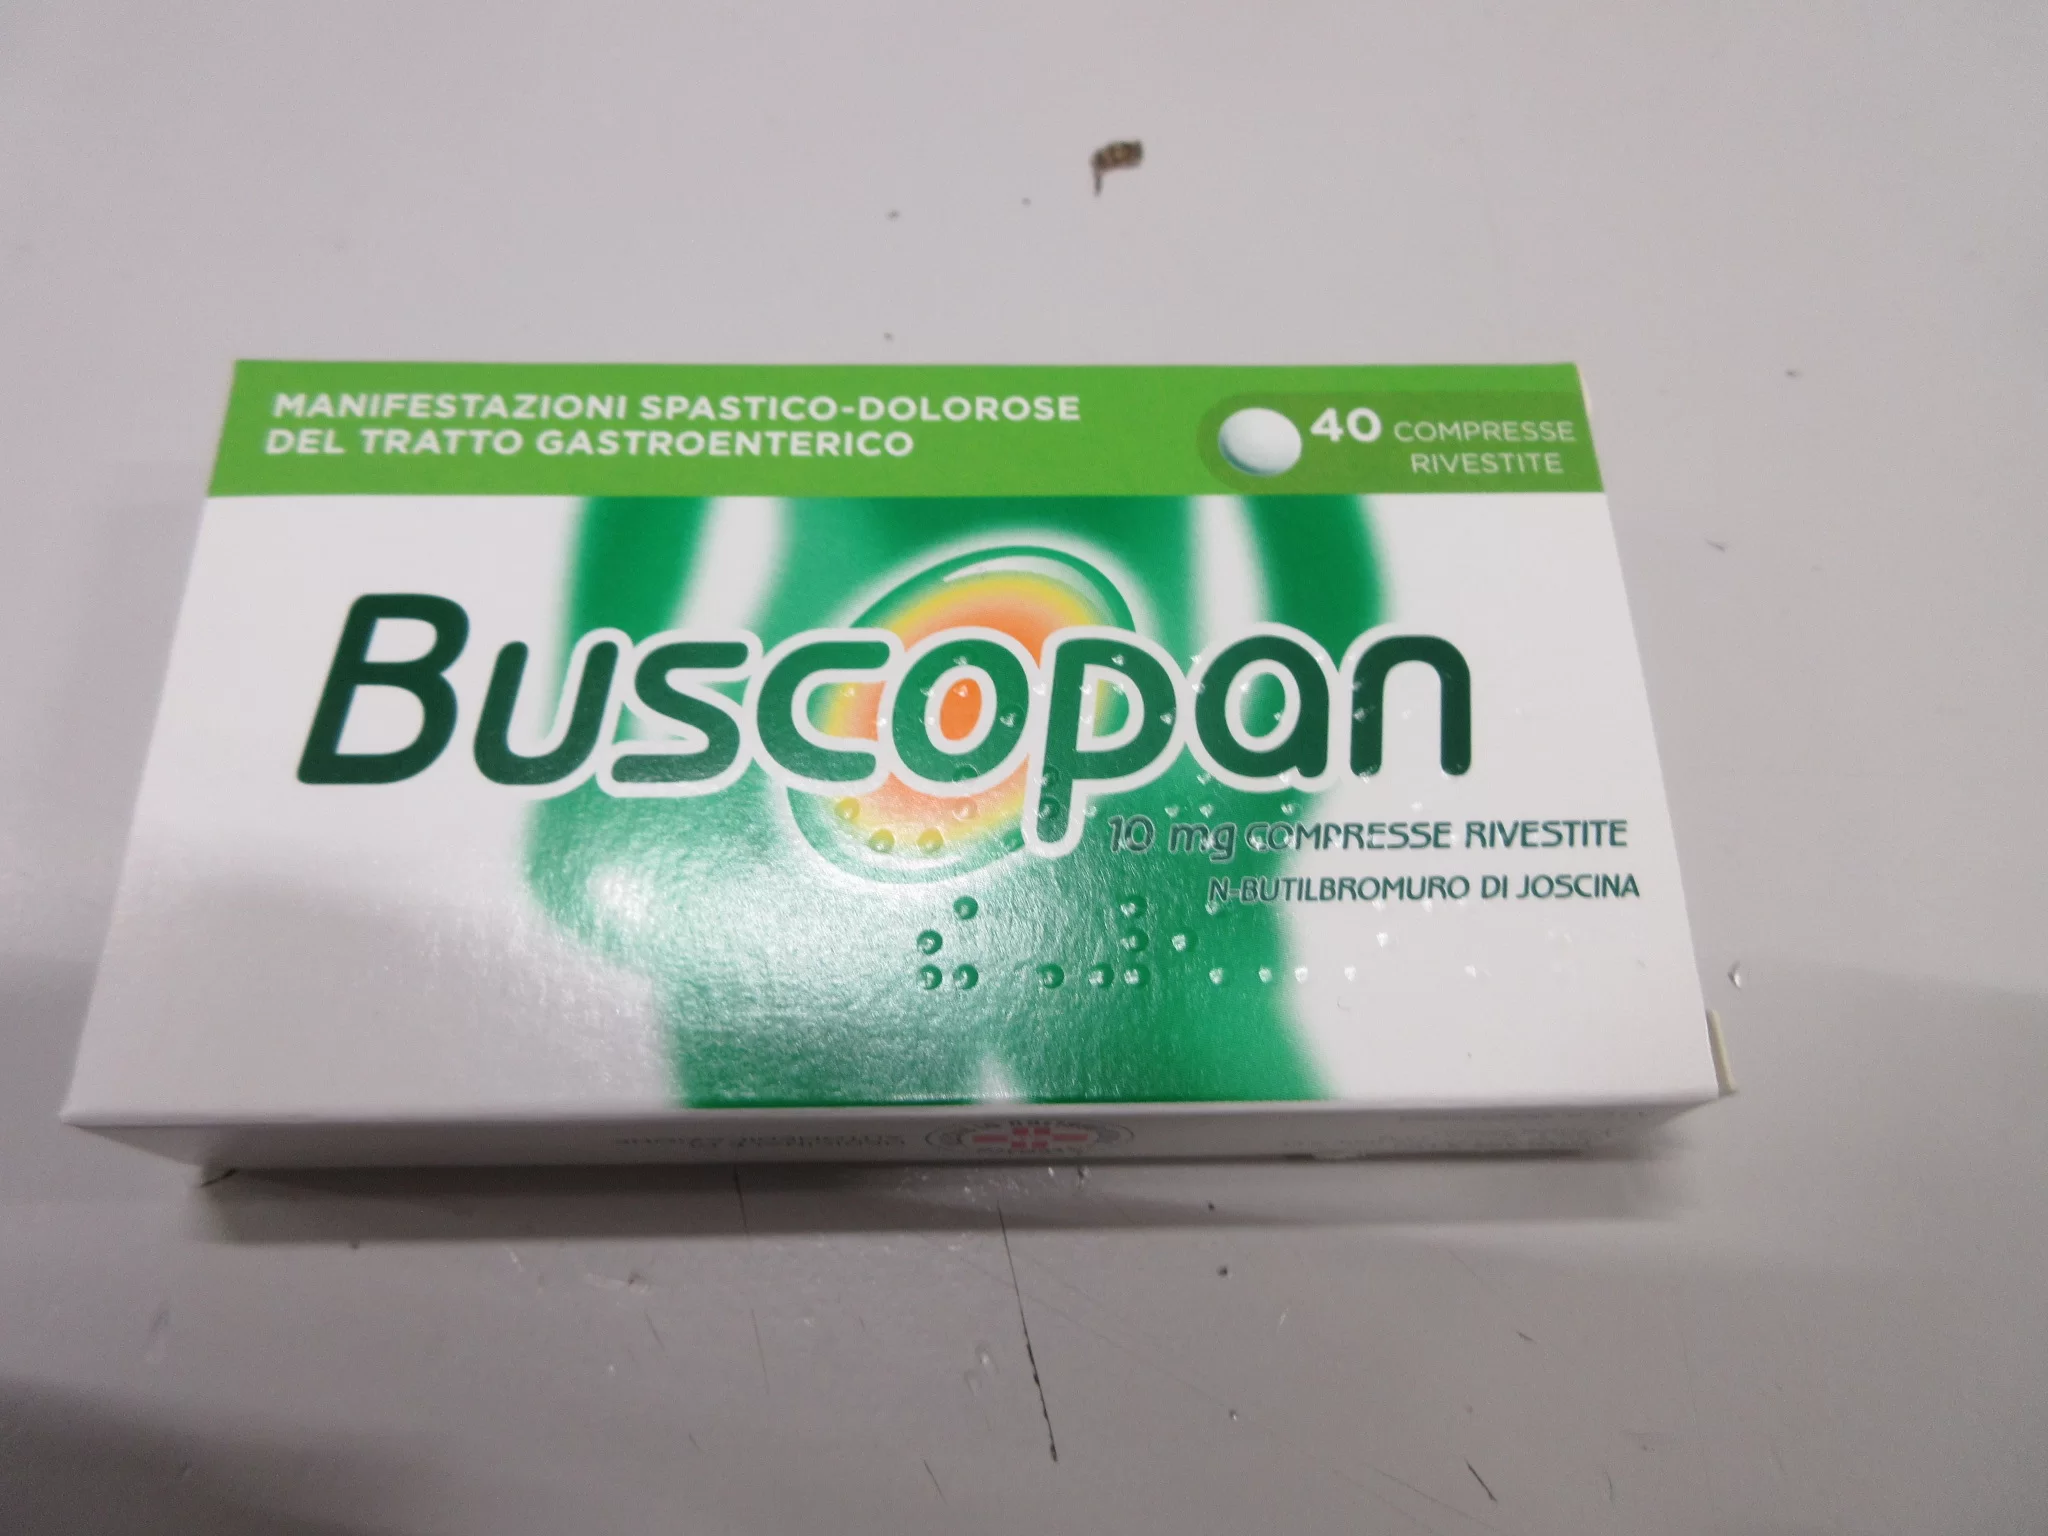 MANIFESTAZIONI SPASTICO-DOLOROSE
DEL TRATTO GASTROENTERICO
40 COMPRESSE
RIVESTITE
Buscopan
10 mg COMPRESSE RIVESTITE
N-BUTILBROMURO DI JOSCINA